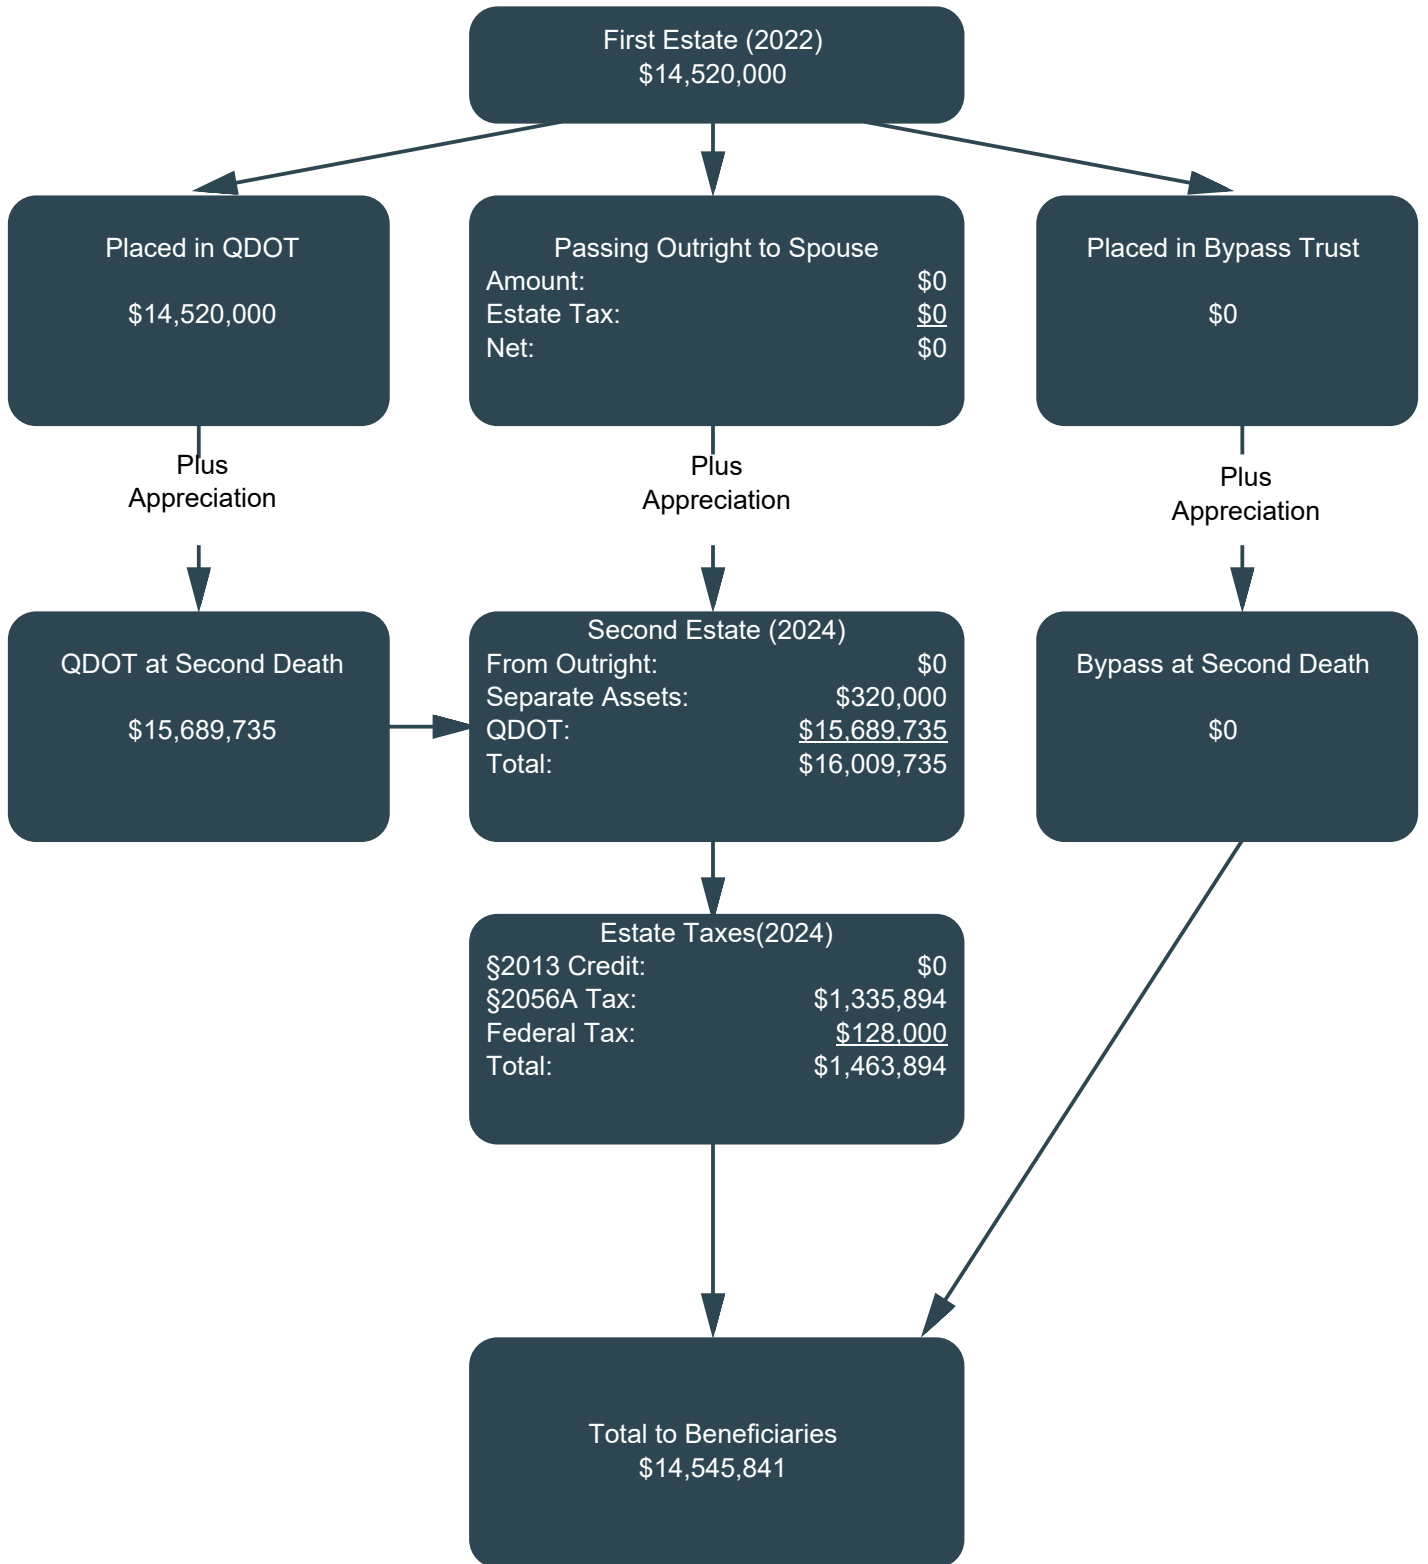 First Estate (2022)
$14,520,000
Placed in QDOT
$14,520,000
Passing Outright to Spouse
Amount: $0
Estate Tax: $0
Net: $0
Placed in Bypass Trust
$0
Plus
Appreciation
Plus
Appreciation
Plus
Appreciation
QDOT at Second Death
$15,689,735
Second Estate (2024)
From Outright: $0
Separate Assets: $320,000
QDOT: $15,689,735
Total: $16,009,735
Bypass at Second Death
$0
Estate Taxes(2024)
§2013 Credit: $0
§2056A Tax: $1,335,894
Federal Tax: $128,000
Total: $1,463,894
Total to Beneficiaries
$14,545,841